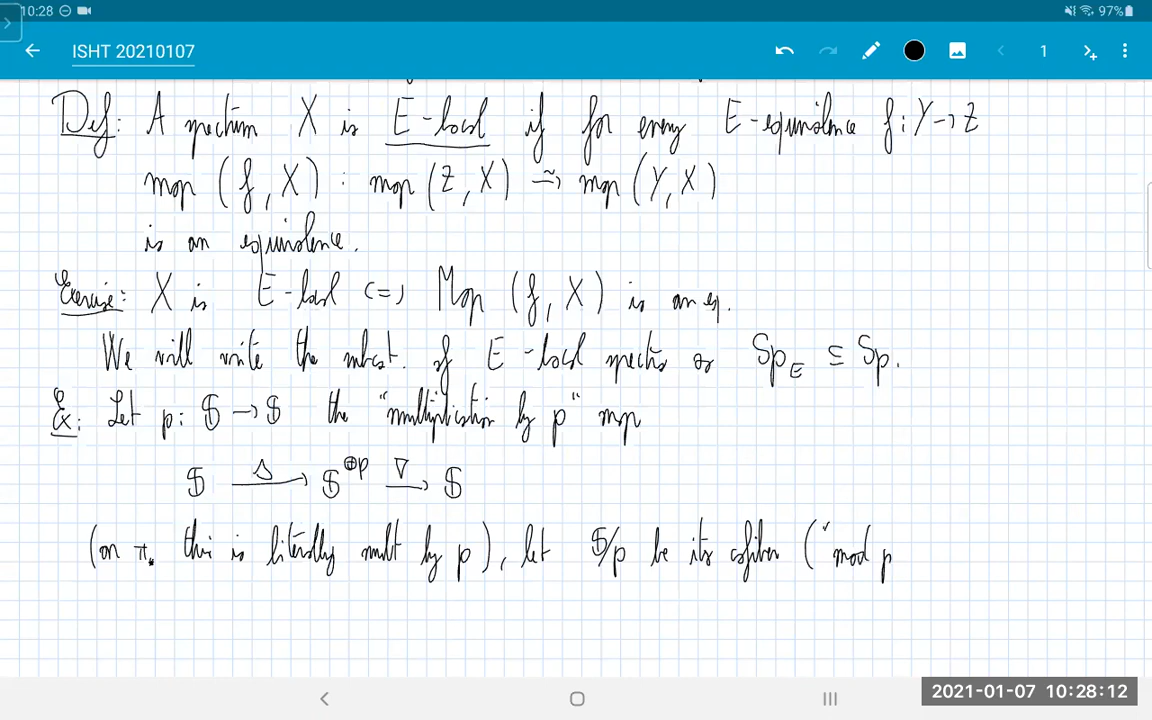 10:28
97%
ISHT 20210107
1
Def: A spectrum X is E-local if for every E-equivalence f: Y → Z
map (f, X) : map (Z, X) ≃→ map (Y, X)
is an equivalence.
Exercise: X is E-local (=) Map (f, X) is an eq.
We will write the subcat. of E-local spectra as Sp_E ⊆ Sp.
Ex: Let p: $ → $ the "multiplication by p" map
$ —Δ→ $^⊕p —∇→ $
(on π. this is literally mult by p), let $/p be its cofiber ("mod p
2021-01-07 10:28:12